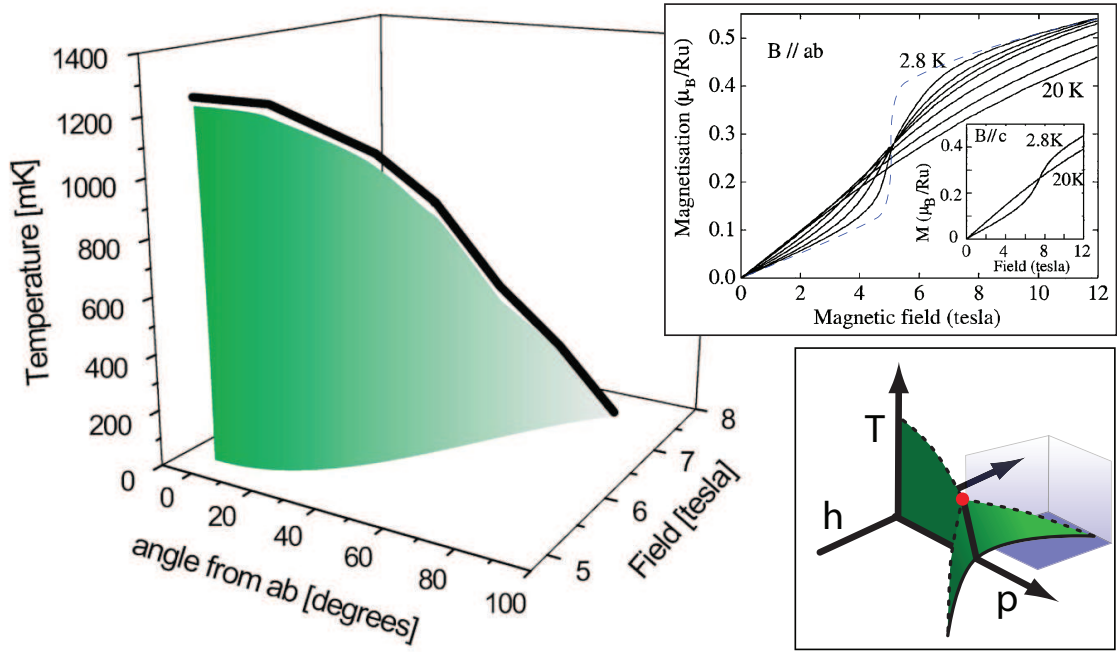 1400
1200
1000
800
600
400
200
0
Temperature [mK]
0
20
40
60
80
100
angle from ab [degrees]
5
6
7
8
Field [tesla]
0.5
0.4
0.3
0.2
0.1
0.0
Magnetisation (μB/Ru)
B // ab
2.8 K
20 K
0
2
4
6
8
10
12
Magnetic field (tesla)
B//c
2.8K
20K
0.4
0.2
0
M (μB/Ru)
0
4
8
12
Field (tesla)
T
h
p